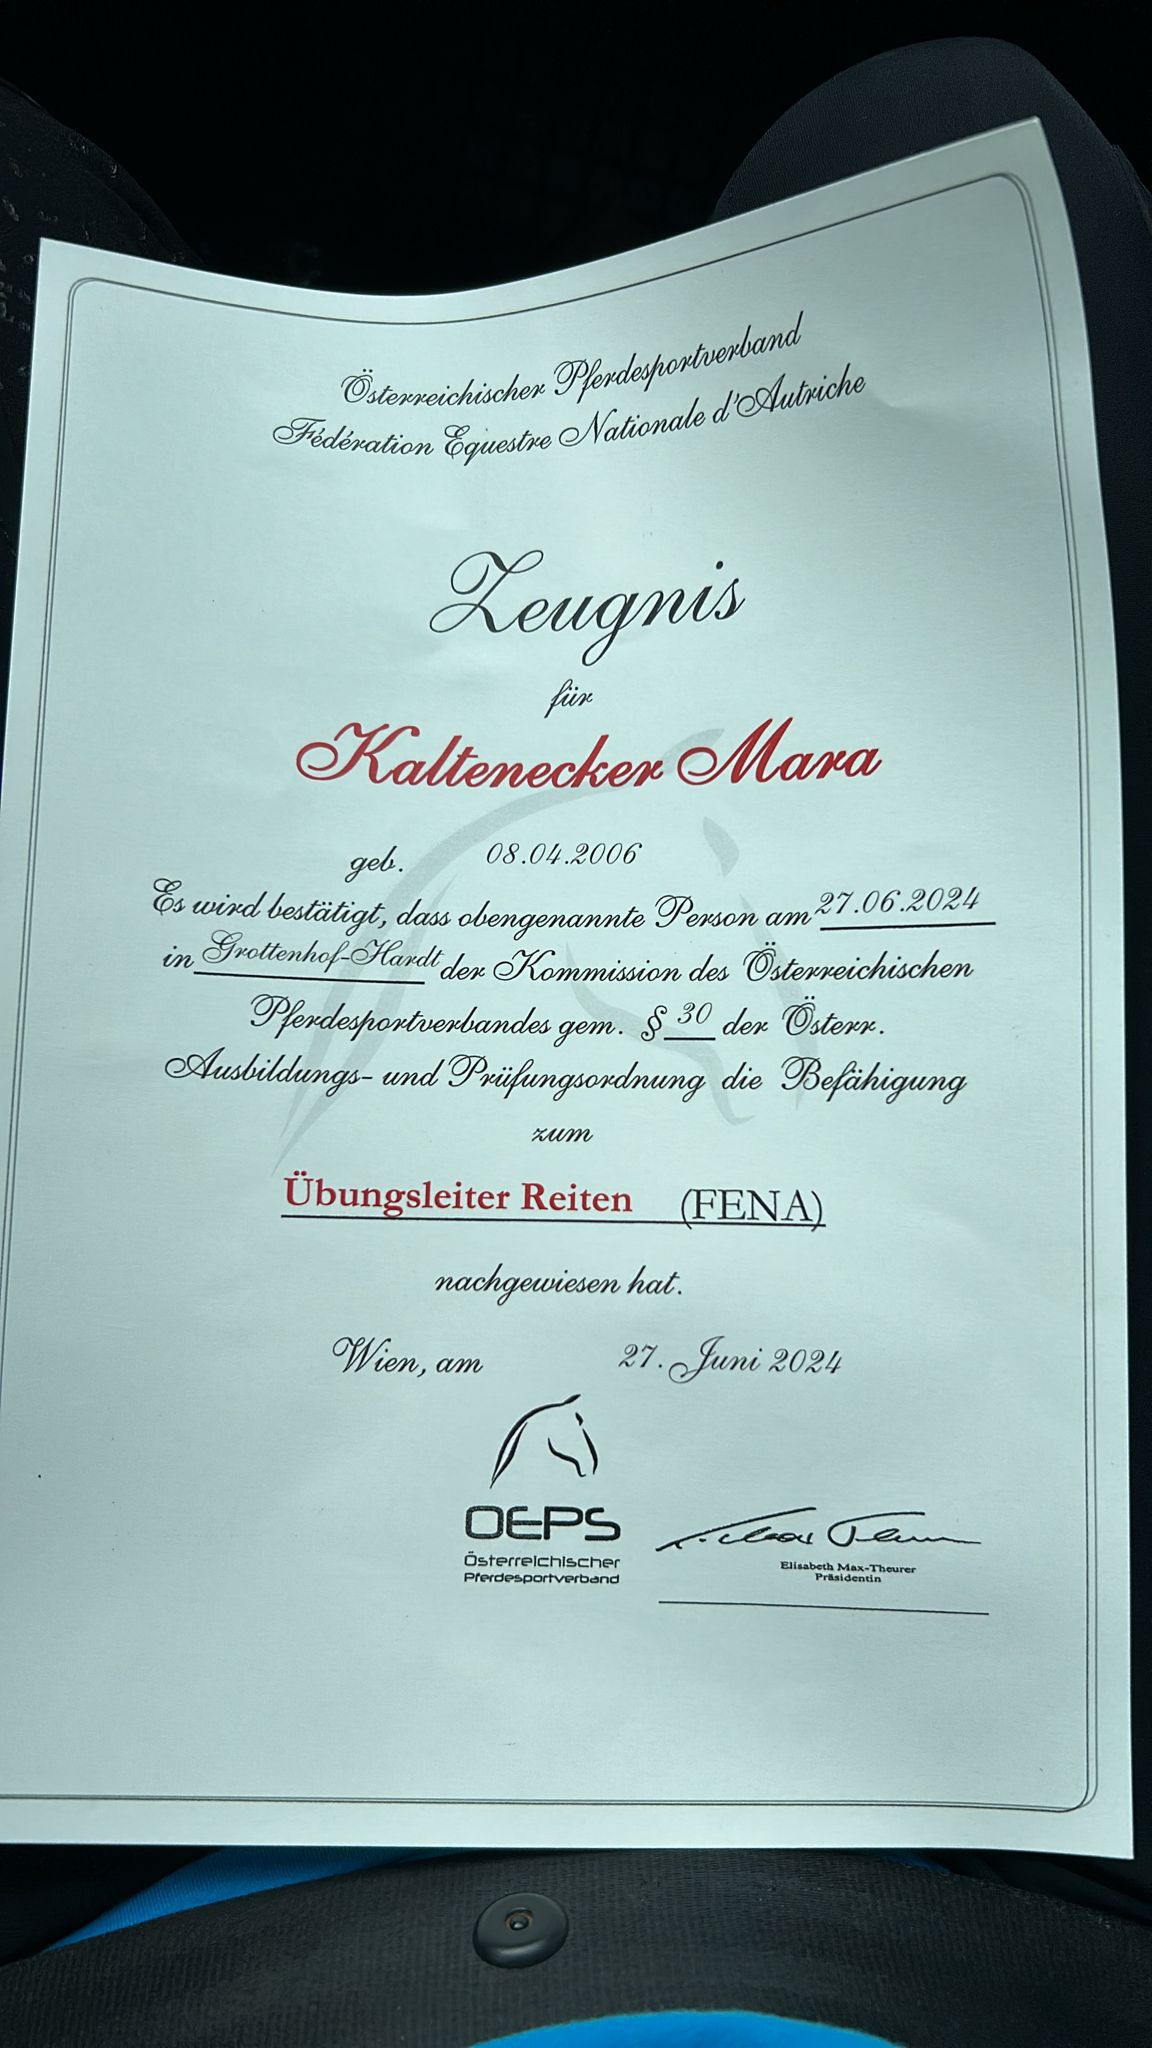 Österreichischer Pferdesportverband
Fédération Equestre Nationale d'Autriche
Zeugnis
für
Kaltenecker Mara
geb. 08.04.2006
Es wird bestätigt, dass obengenannte Person am 27.06.2024
in Grottenhof-Hardt der Kommission des Österreichischen
Pferdesportverbandes gem. § 30 der Österr.
Ausbildungs- und Prüfungsordnung die Befähigung
zum
Übungsleiter Reiten (FENA)
nachgewiesen hat.
Wien, am 27. Juni 2024
OEPS
Österreichischer
Pferdesportverband
Elisabeth Max-Theurer
Präsidentin